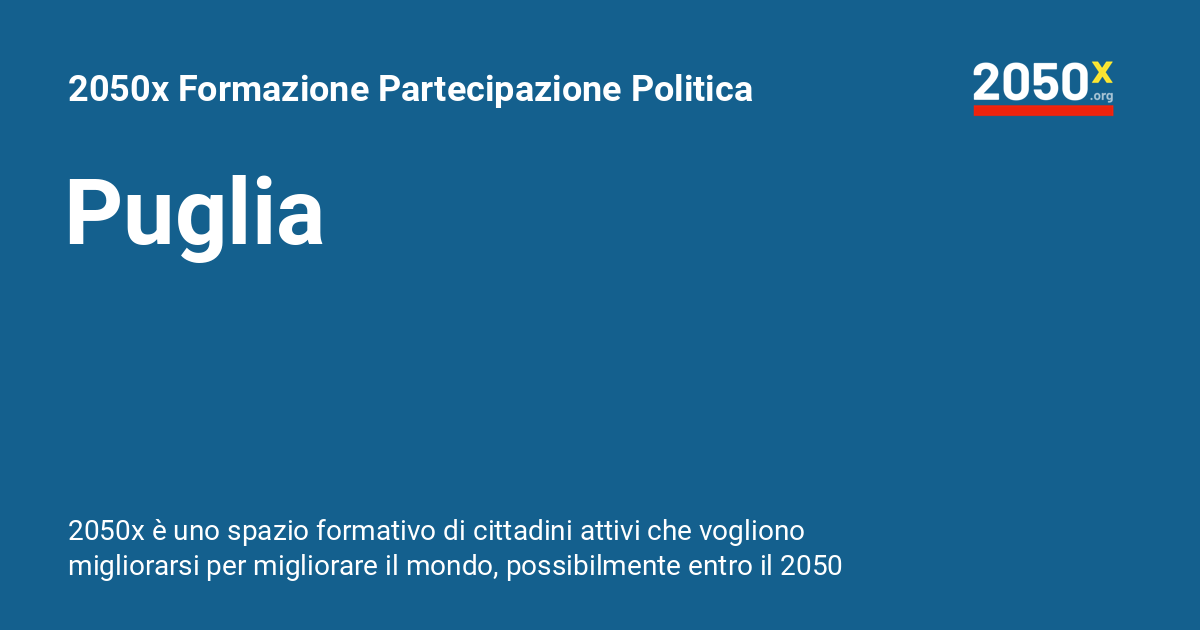 2050x Formazione Partecipazione Politica
2050x
.org
Puglia
2050x è uno spazio formativo di cittadini attivi che vogliono
migliorarsi per migliorare il mondo, possibilmente entro il 2050